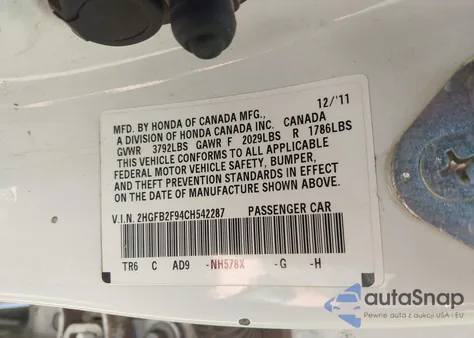 12/'11
MFD. BY HONDA OF CANADA MFG.,
A DIVISION OF HONDA CANADA INC. CANADA
GVWR 3792LBS GAWR F 2029LBS R 1786LBS
THIS VEHICLE CONFORMS TO ALL APPLICABLE
FEDERAL MOTOR VEHICLE SAFETY, BUMPER,
AND THEFT PREVENTION STANDARDS IN EFFECT
ON THE DATE OF MANUFACTURE SHOWN ABOVE.
V.I.N. 2HGFB2F94CH542287 PASSENGER CAR
TR6 C AD9 -NH578X -G -H
autoSnap
Pewne auta z aukcji USA i EU